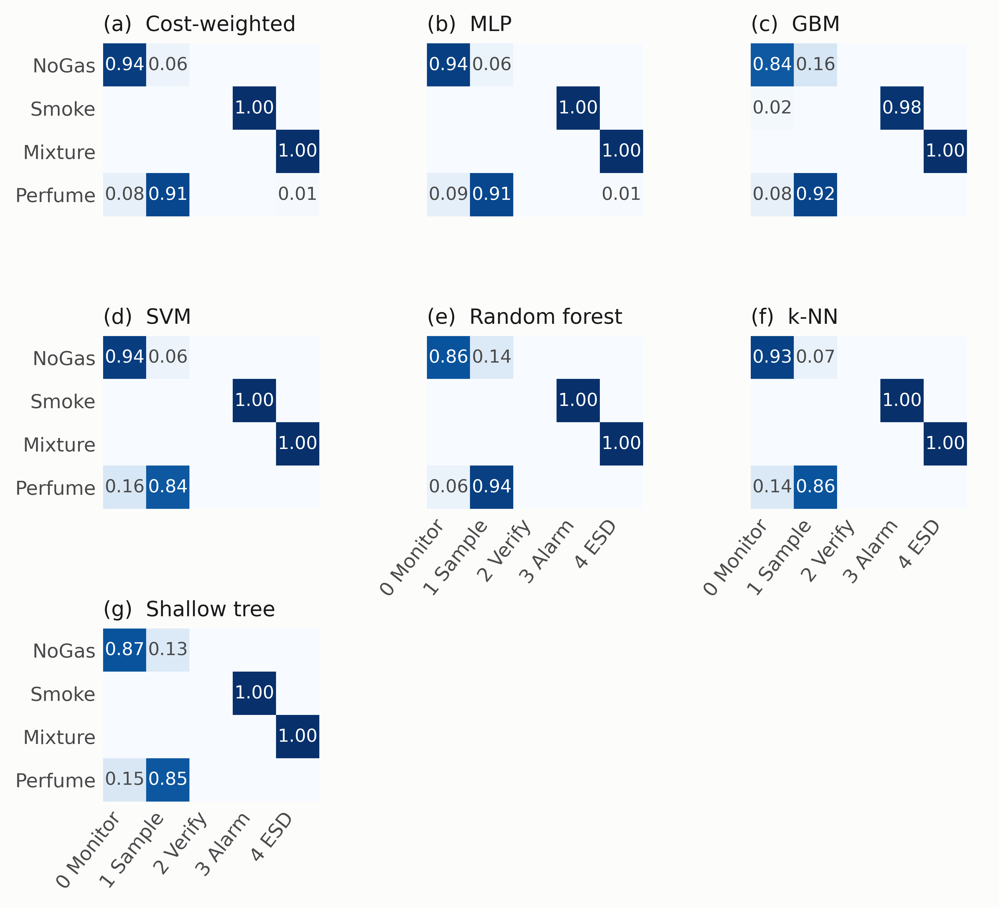 (a) Cost-weighted
(b) MLP
(c) GBM
NoGas 0.94 0.06
0.94 0.06
0.84 0.16
Smoke 1.00
1.00
0.02 0.98
Mixture 1.00
1.00
1.00
Perfume 0.08 0.91 0.01
0.09 0.91 0.01
0.08 0.92
(d) SVM
(e) Random forest
(f) k-NN
NoGas 0.94 0.06
0.86 0.14
0.93 0.07
Smoke 1.00
1.00
1.00
Mixture 1.00
1.00
1.00
Perfume 0.16 0.84
0.06 0.94
0.14 0.86
0 Monitor
1 Sample
2 Verify
3 Alarm
4 ESD
0 Monitor
1 Sample
2 Verify
3 Alarm
4 ESD
(g) Shallow tree
NoGas 0.87 0.13
Smoke 1.00
Mixture 1.00
Perfume 0.15 0.85
0 Monitor
1 Sample
2 Verify
3 Alarm
4 ESD